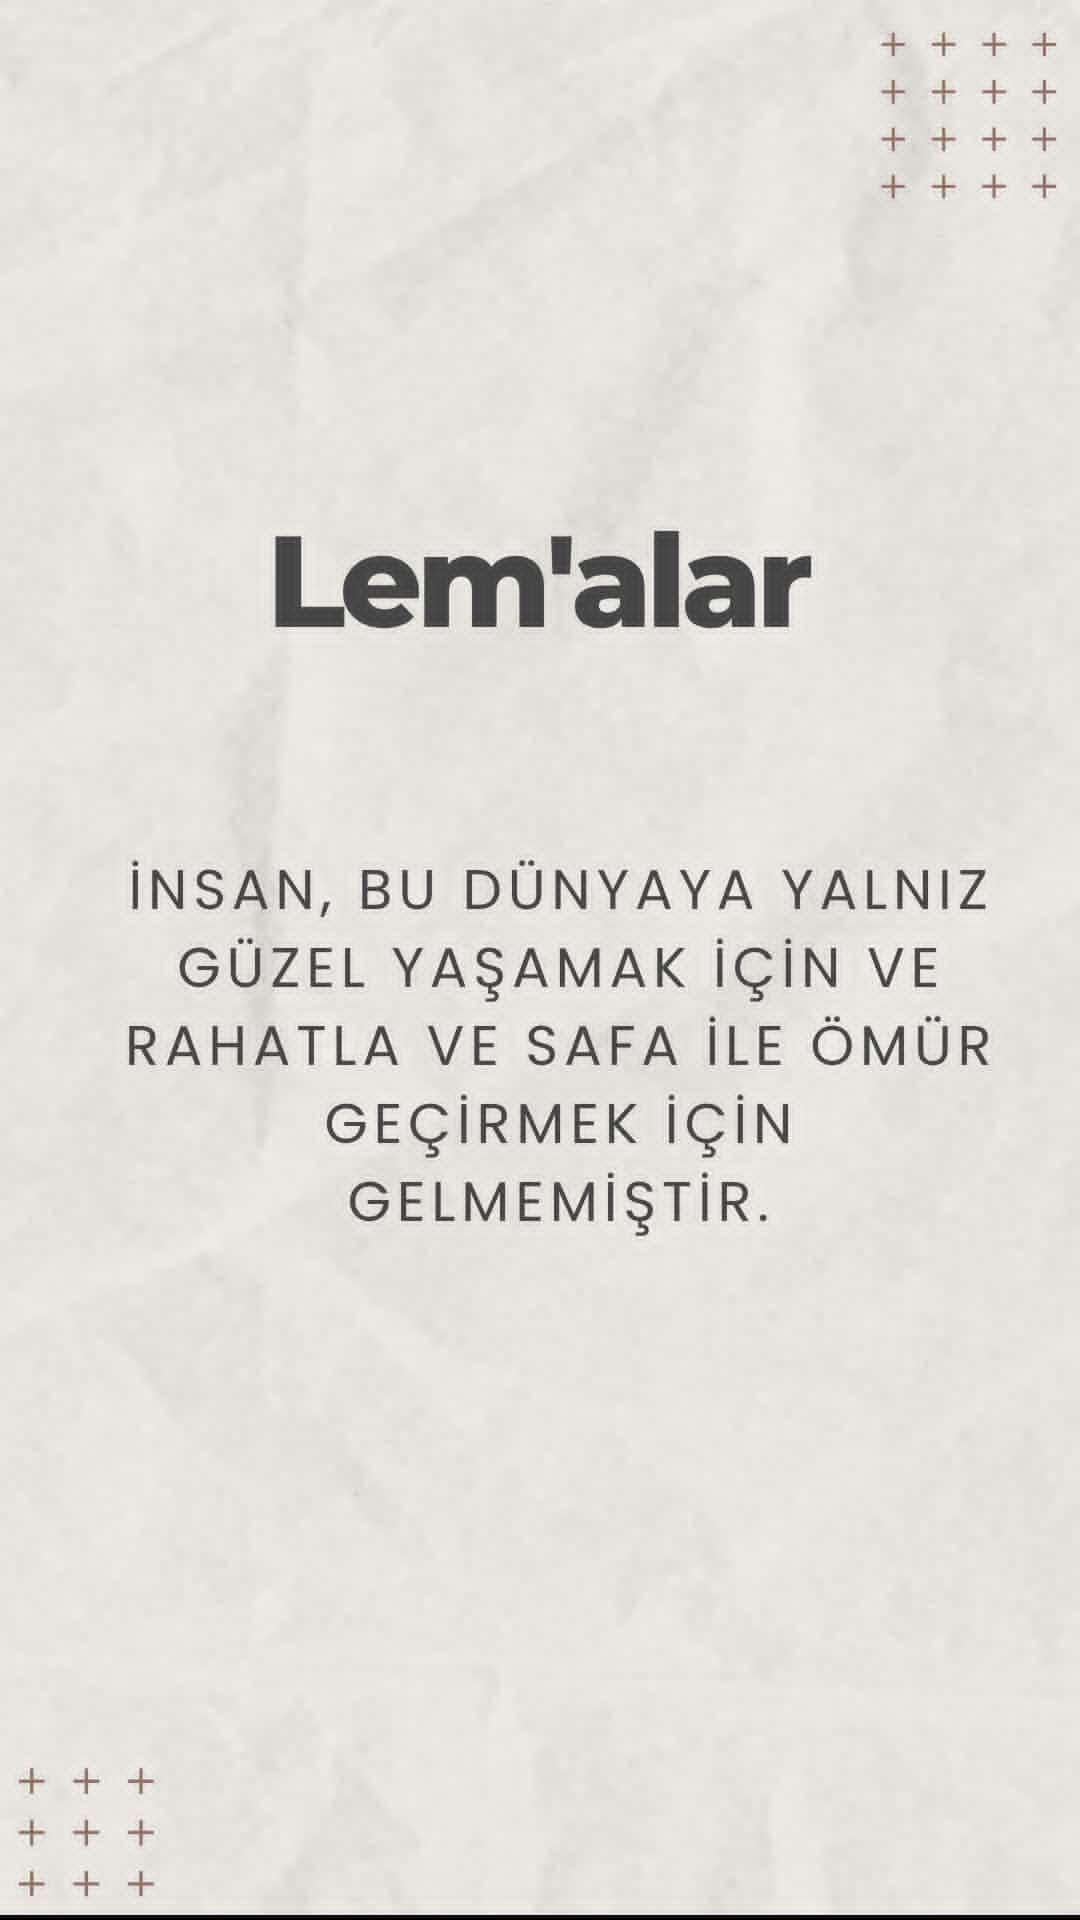 Lem'alar
İNSAN, BU DÜNYAYA YALNIZ
GÜZEL YAŞAMAK İÇİN VE
RAHATLA VE SAFA İLE ÖMÜR
GEÇİRMEK İÇİN
GELMEMİŞTİR.